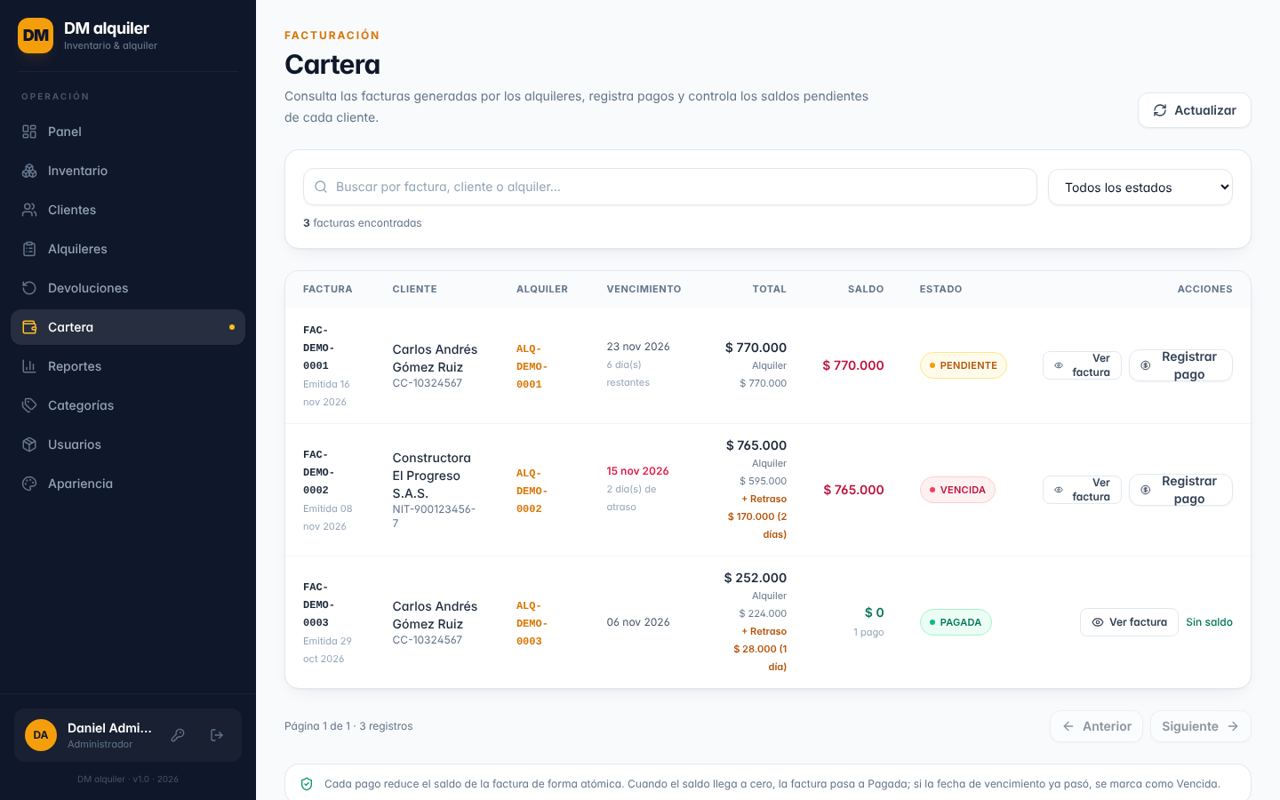 DM
DM alquiler
Inventario & alquiler
OPERACIÓN
Panel
Inventario
Clientes
Alquileres
Devoluciones
Cartera
Reportes
Categorías
Usuarios
Apariencia
DA
Daniel Admi...
Administrador
DM alquiler · v1.0 · 2026
FACTURACIÓN
Cartera
Consulta las facturas generadas por los alquileres, registra pagos y controla los saldos pendientes
de cada cliente.
Actualizar
Buscar por factura, cliente o alquiler...
Todos los estados
3 facturas encontradas
FACTURA CLIENTE ALQUILER VENCIMIENTO TOTAL SALDO ESTADO ACCIONES
FAC-
DEMO-
0001
Emitida 16
nov 2026
Carlos Andrés
Gómez Ruiz
CC-10324567
ALQ-
DEMO-
0001
23 nov 2026
6 día(s)
restantes
$ 770.000
Alquiler
$ 770.000
$ 770.000
PENDIENTE
Ver
factura
Registrar
pago
FAC-
DEMO-
0002
Emitida 08
nov 2026
Constructora
El Progreso
S.A.S.
NIT-900123456-
7
ALQ-
DEMO-
0002
15 nov 2026
2 día(s) de
atraso
$ 765.000
Alquiler
$ 595.000
+ Retraso
$ 170.000 (2
días)
$ 765.000
VENCIDA
Ver
factura
Registrar
pago
FAC-
DEMO-
0003
Emitida 29
oct 2026
Carlos Andrés
Gómez Ruiz
CC-10324567
ALQ-
DEMO-
0003
06 nov 2026
$ 252.000
Alquiler
$ 224.000
+ Retraso
$ 28.000 (1
día)
$ 0
1 pago
PAGADA
Ver factura
Sin saldo
Página 1 de 1 · 3 registros
Anterior
Siguiente
Cada pago reduce el saldo de la factura de forma atómica. Cuando el saldo llega a cero, la factura pasa a Pagada; si la fecha de vencimiento ya pasó, se marca como Vencida.